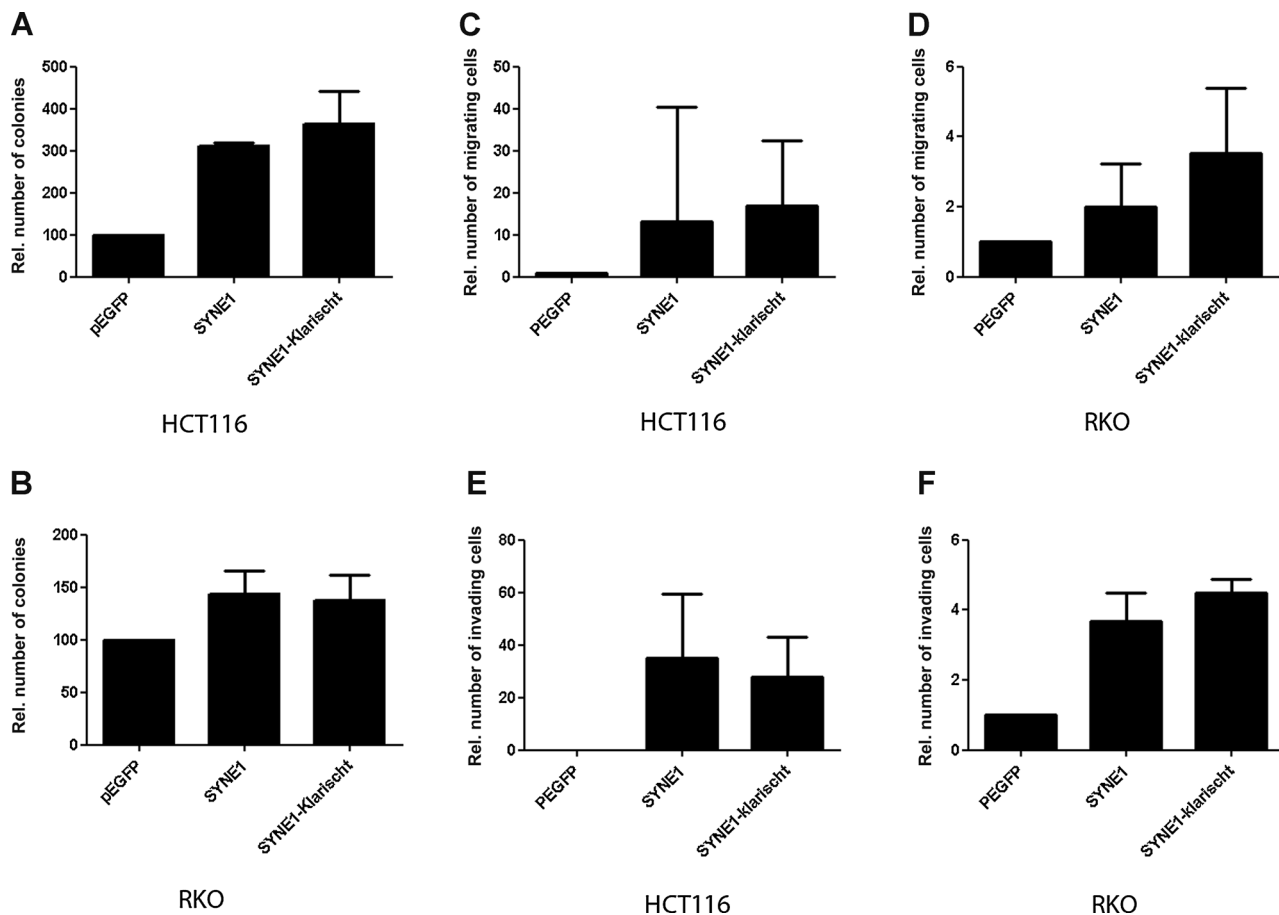 A
Rel. number of colonies
500
400
300
200
100
0
pEGFP
SYNE1
SYNE1-Klarischt
HCT116
C
Rel. number of migrating cells
50
40
30
20
10
0
PEGFP
SYNE1
SYNE1-klarischt
HCT116
D
Rel. number of migrating cells
6
4
2
0
PEGFP
SYNE1
SYNE1-klarischt
RKO
B
Rel. number of colonies
200
150
100
50
0
pEGFP
SYNE1
SYNE1-Klarischt
RKO
E
Rel. number of invading cells
80
60
40
20
0
PEGFP
SYNE1
SYNE1-klarischt
HCT116
F
Rel. number of invading cells
6
4
2
0
PEGFP
SYNE1
SYNE1-klarischt
RKO